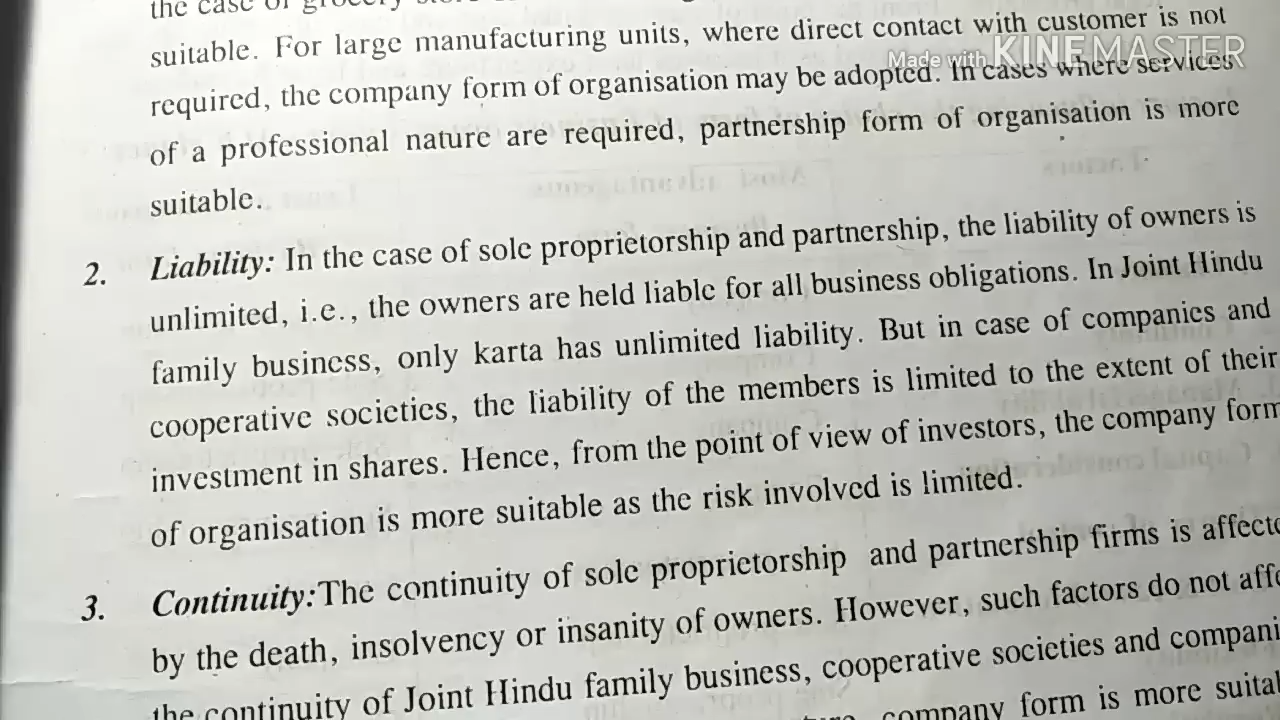 the case of grocery
suitable. For large manufacturing units, where direct contact with customer is not
Made with KINEMASTER
required, the company form of organisation may be adopted. In cases where services
of a professional nature are required, partnership form of organisation is more
suitable.
2. Liability: In the case of sole proprietorship and partnership, the liability of owners is
unlimited, i.e., the owners are held liable for all business obligations. In Joint Hindu
family business, only karta has unlimited liability. But in case of companies and
cooperative societies, the liability of the members is limited to the extent of their
investment in shares. Hence, from the point of view of investors, the company form
of organisation is more suitable as the risk involved is limited.
3. Continuity:The continuity of sole proprietorship and partnership firms is affecte
by the death, insolvency or insanity of owners. However, such factors do not affe
the continuity of Joint Hindu family business, cooperative societies and compani
company form is more suital